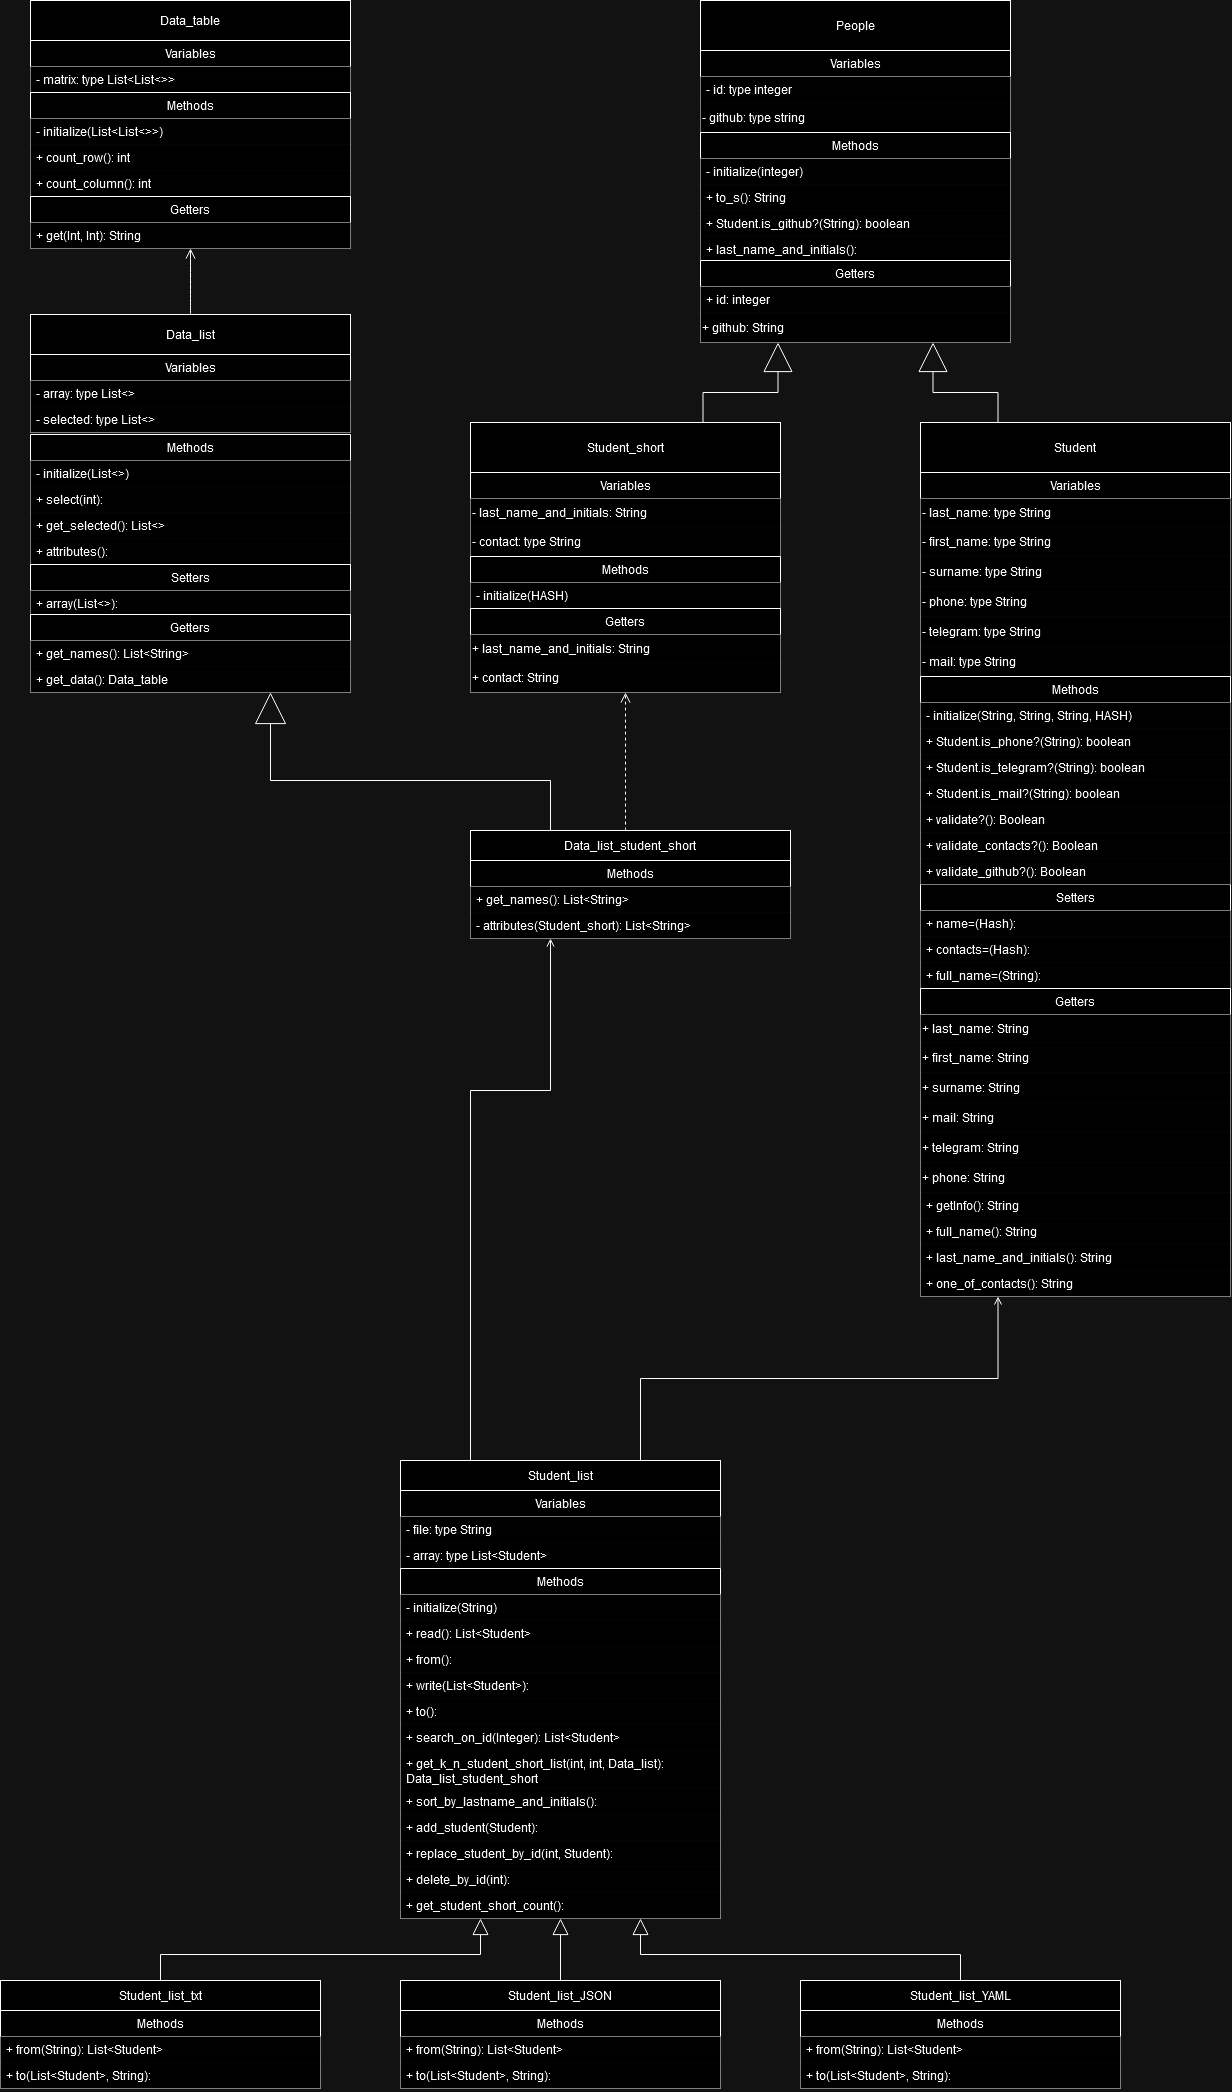 Data_table
Variables
- matrix: type List<List<>>
Methods
- initialize(List<List<>>)
+ count_row(): int
+ count_column(): int
Getters
+ get(Int, Int): String
People
Variables
- id: type integer
- github: type string
Methods
- initialize(integer)
+ to_s(): String
+ Student.is_github?(String): boolean
+ last_name_and_initials():
Getters
+ id: integer
+ github: String
Data_list
Variables
- array: type List<>
- selected: type List<>
Methods
- initialize(List<>)
+ select(int):
+ get_selected(): List<>
+ attributes():
Setters
+ array(List<>):
Getters
+ get_names(): List<String>
+ get_data(): Data_table
Student_short
Variables
- last_name_and_initials: String
- contact: type String
Methods
- initialize(HASH)
Getters
+ last_name_and_initials: String
+ contact: String
Student
Variables
- last_name: type String
- first_name: type String
- surname: type String
- phone: type String
- telegram: type String
- mail: type String
Methods
- initialize(String, String, String, HASH)
+ Student.is_phone?(String): boolean
+ Student.is_telegram?(String): boolean
+ Student.is_mail?(String): boolean
+ validate?(): Boolean
+ validate_contacts?(): Boolean
+ validate_github?(): Boolean
Setters
+ name=(Hash):
+ contacts=(Hash):
+ full_name=(String):
Getters
+ last_name: String
+ first_name: String
+ surname: String
+ mail: String
+ telegram: String
+ phone: String
+ getInfo(): String
+ full_name(): String
+ last_name_and_initials(): String
+ one_of_contacts(): String
Data_list_student_short
Methods
+ get_names(): List<String>
- attributes(Student_short): List<String>
Student_list
Variables
- file: type String
- array: type List<Student>
Methods
- initialize(String)
+ read(): List<Student>
+ from():
+ write(List<Student>):
+ to():
+ search_on_id(Integer): List<Student>
+ get_k_n_student_short_list(int, int, Data_list):
Data_list_student_short
+ sort_by_lastname_and_initials():
+ add_student(Student):
+ replace_student_by_id(int, Student):
+ delete_by_id(int):
+ get_student_short_count():
Student_list_txt
Methods
+ from(String): List<Student>
+ to(List<Student>, String):
Student_list_JSON
Methods
+ from(String): List<Student>
+ to(List<Student>, String):
Student_list_YAML
Methods
+ from(String): List<Student>
+ to(List<Student>, String):